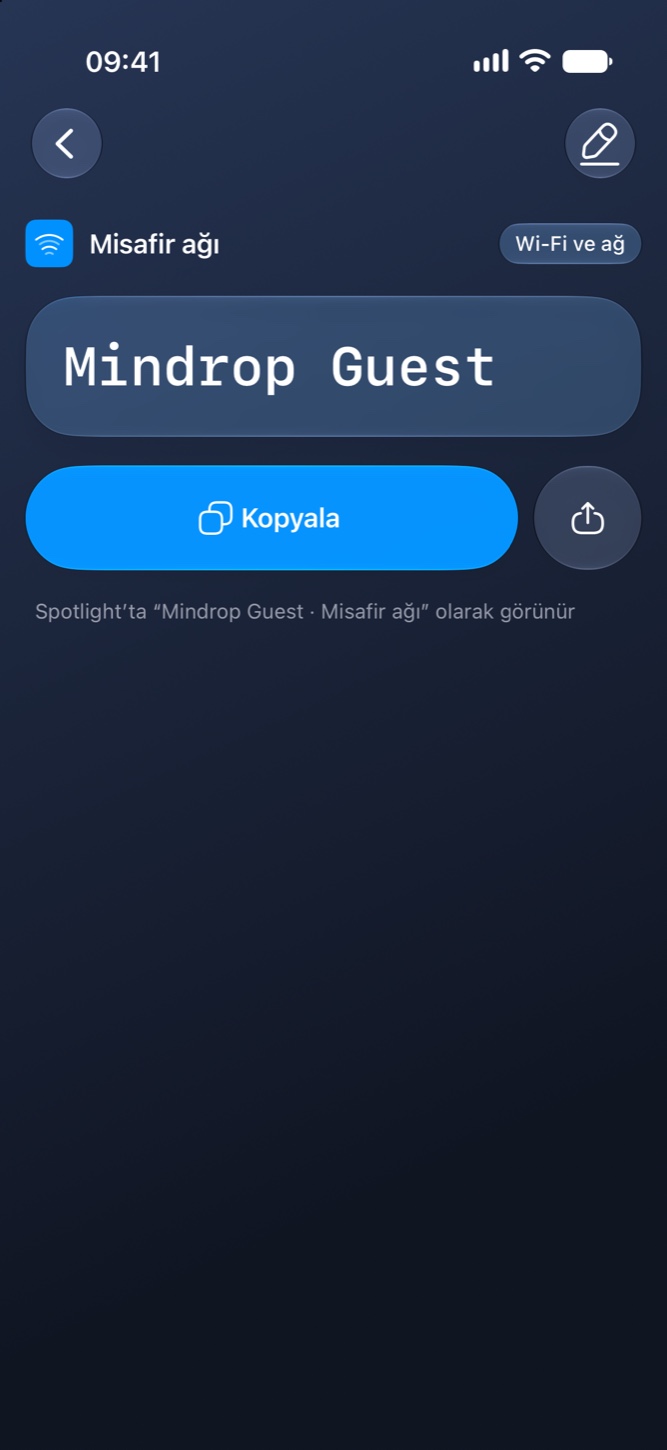 09:41
Misafir ağı
Wi-Fi ve ağ
Mindrop Guest
Kopyala
Spotlight’ta “Mindrop Guest · Misafir ağı” olarak görünür